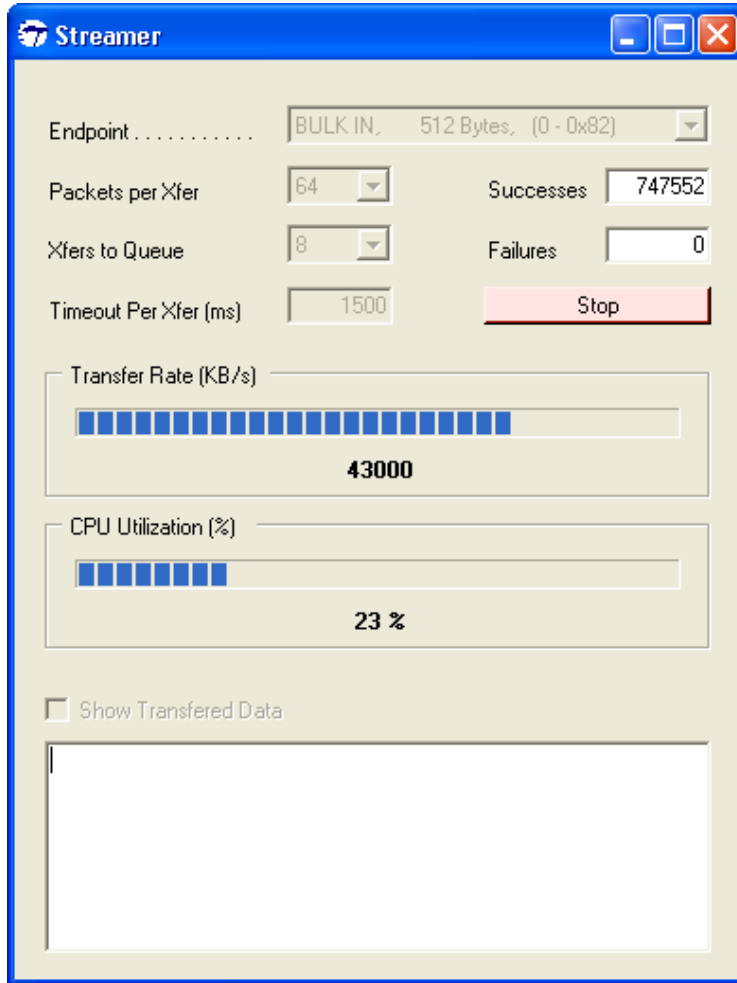 Streamer
Endpoint . . . . . . . . . . . BULK IN, 512 Bytes, (0 - 0x82)
Packets per Xfer 64 Successes 747552
Xfers to Queue 8 Failures 0
Timeout Per Xfer (ms) 1500 Stop
Transfer Rate (KB/s)
43000
CPU Utilization (%)
23 %
Show Transfered Data